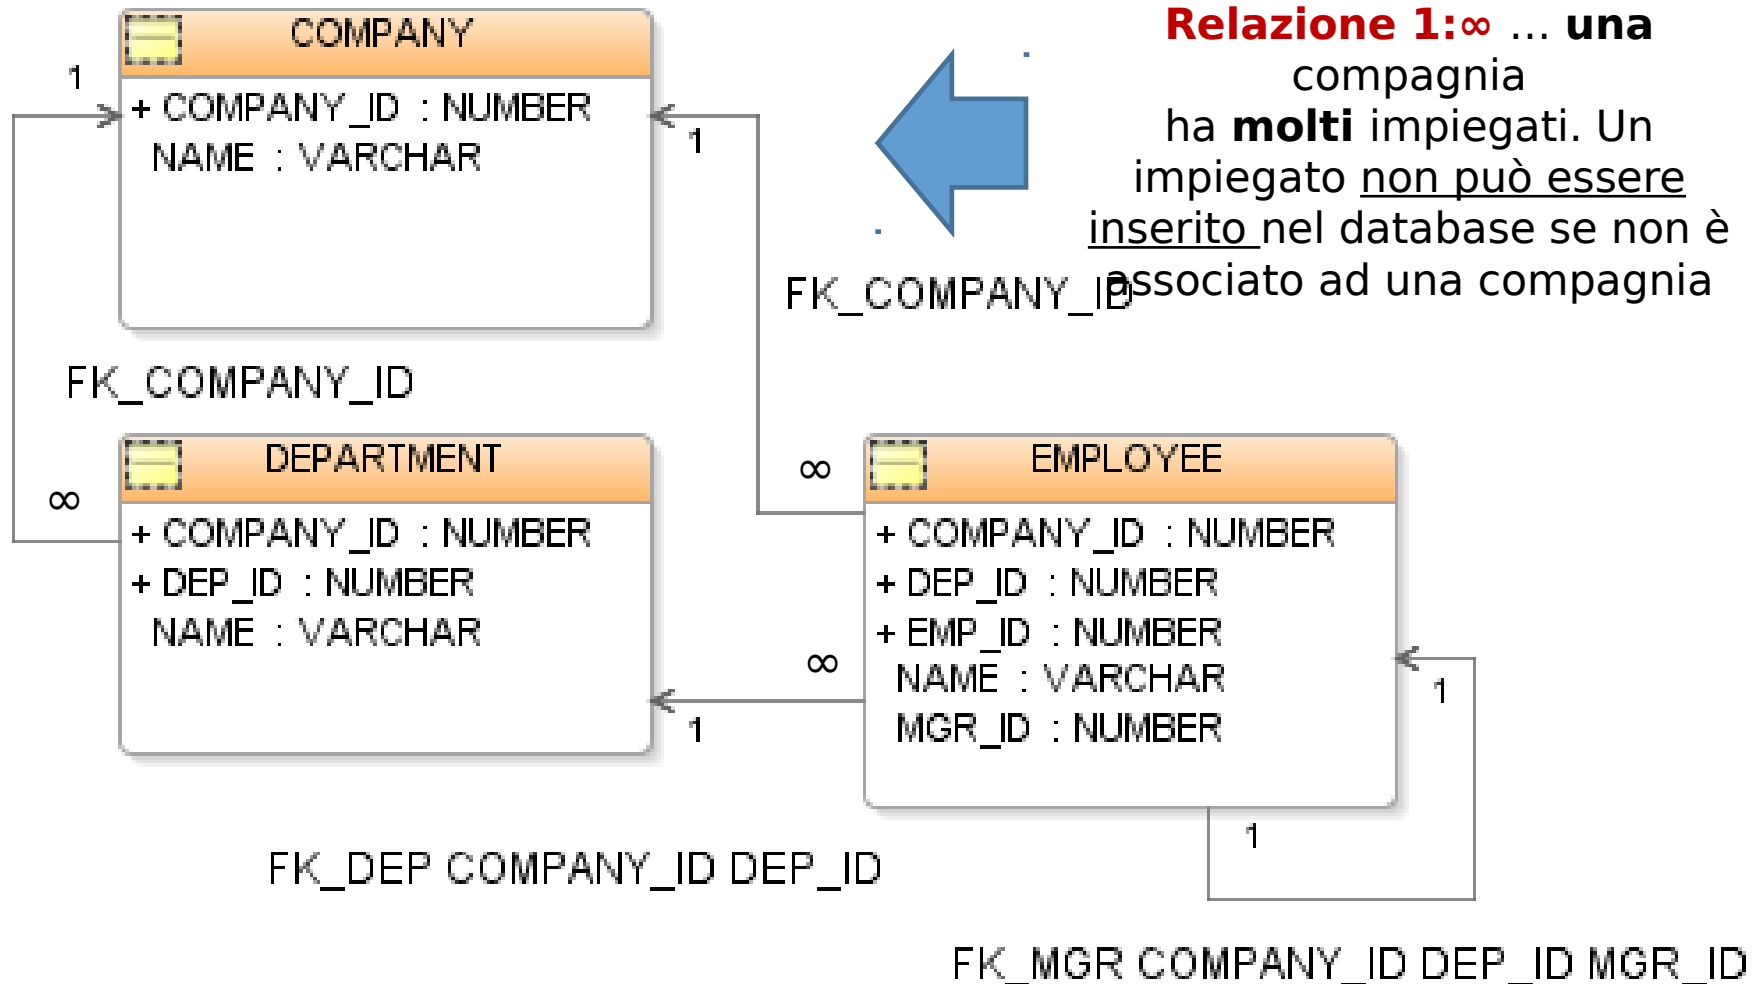 COMPANY
1
+ COMPANY_ID : NUMBER
NAME : VARCHAR
1
Relazione 1:∞ ... una
compagnia
ha molti impiegati. Un
impiegato non può essere
inserito nel database se non è
associato ad una compagnia
FK_COMPANY_ID
FK_COMPANY_ID
DEPARTMENT
∞
+ COMPANY_ID : NUMBER
+ DEP_ID : NUMBER
NAME : VARCHAR
∞
EMPLOYEE
+ COMPANY_ID : NUMBER
+ DEP_ID : NUMBER
+ EMP_ID : NUMBER
NAME : VARCHAR
MGR_ID : NUMBER
∞
1
1
1
FK_DEP COMPANY_ID DEP_ID
FK_MGR COMPANY_ID DEP_ID MGR_ID